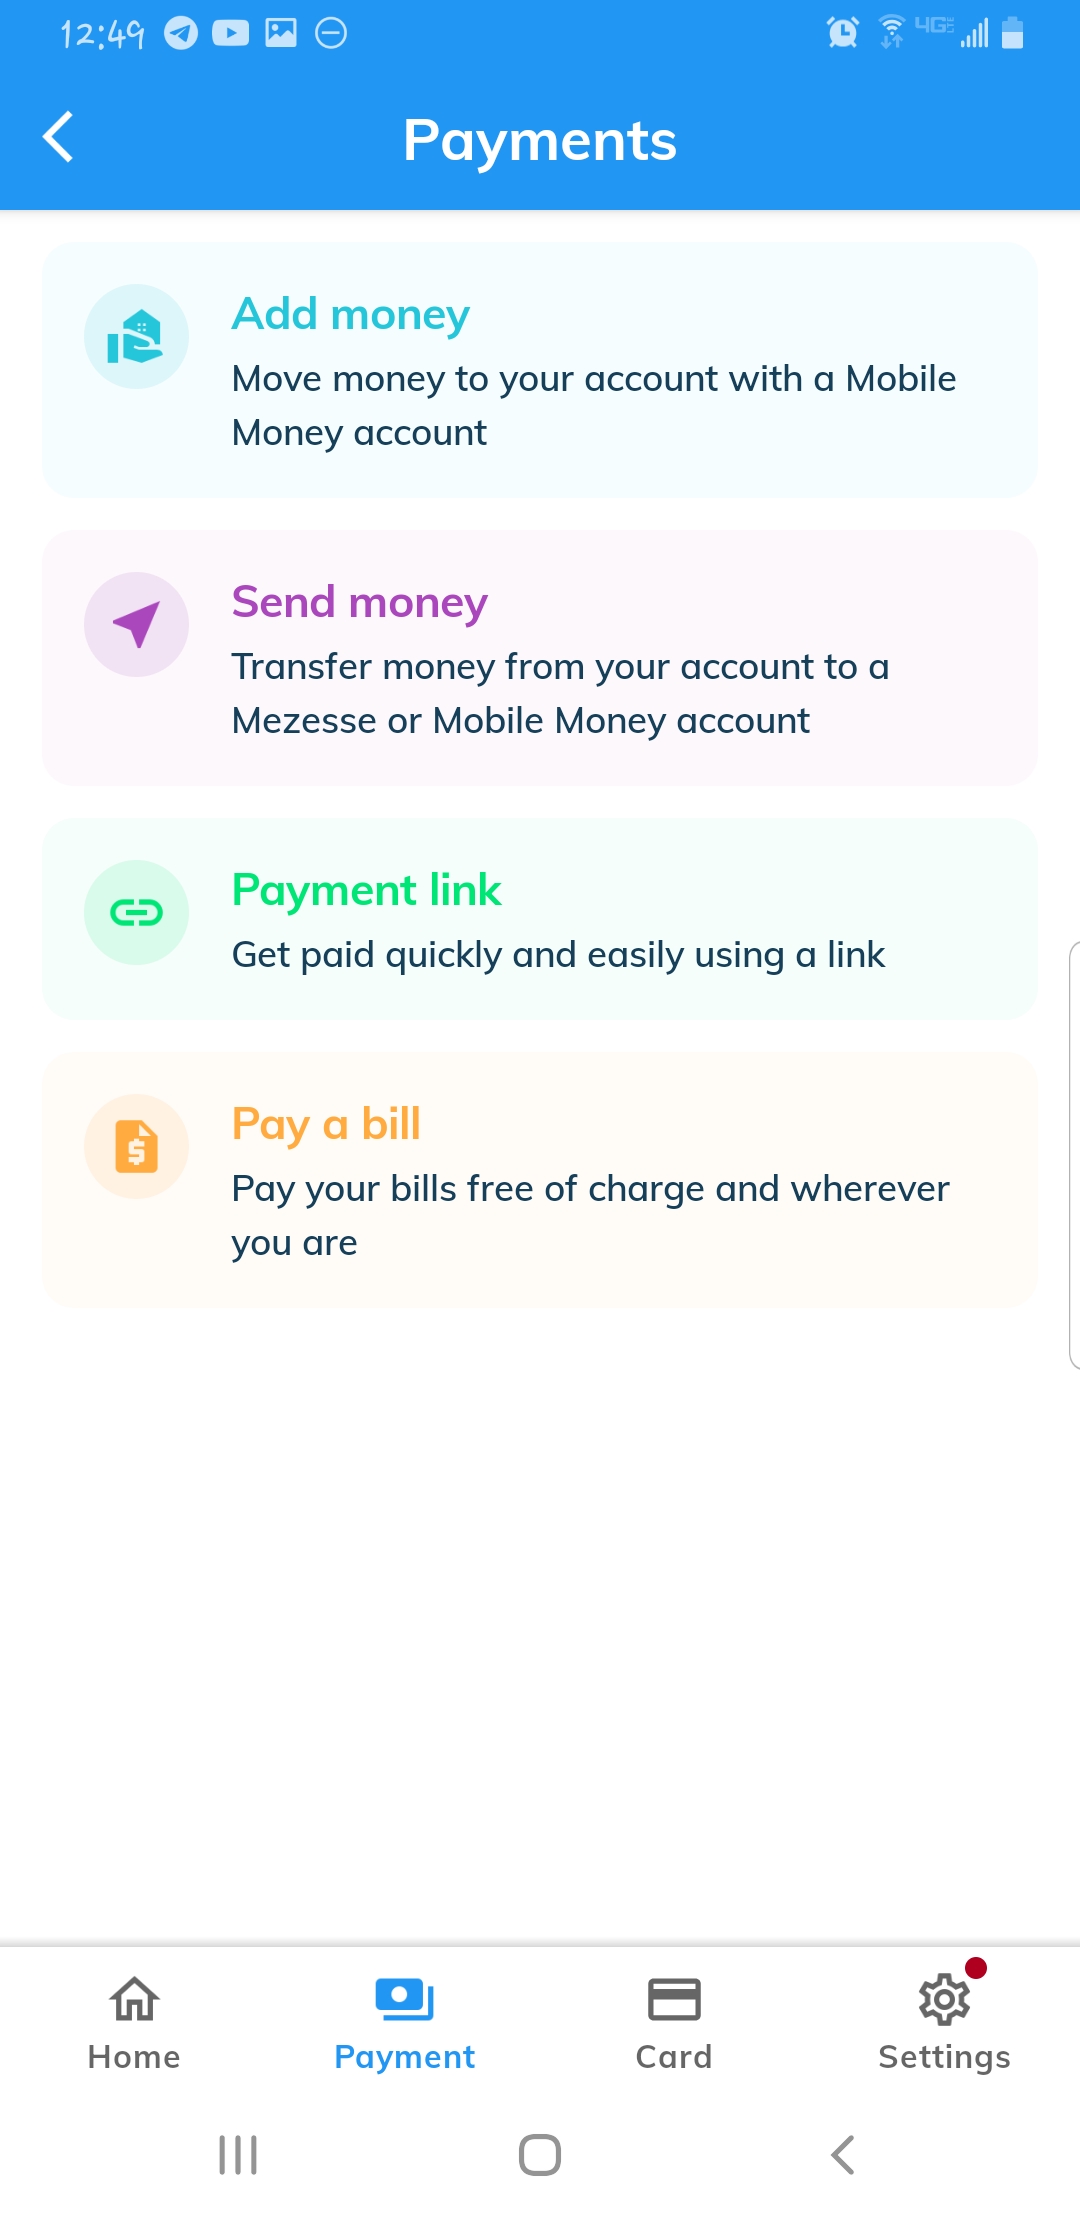 12:49
4G
Payments
Add money
Move money to your account with a Mobile
Money account
Send money
Transfer money from your account to a
Mezesse or Mobile Money account
Payment link
Get paid quickly and easily using a link
Pay a bill
Pay your bills free of charge and wherever
you are
Home Payment Card Settings